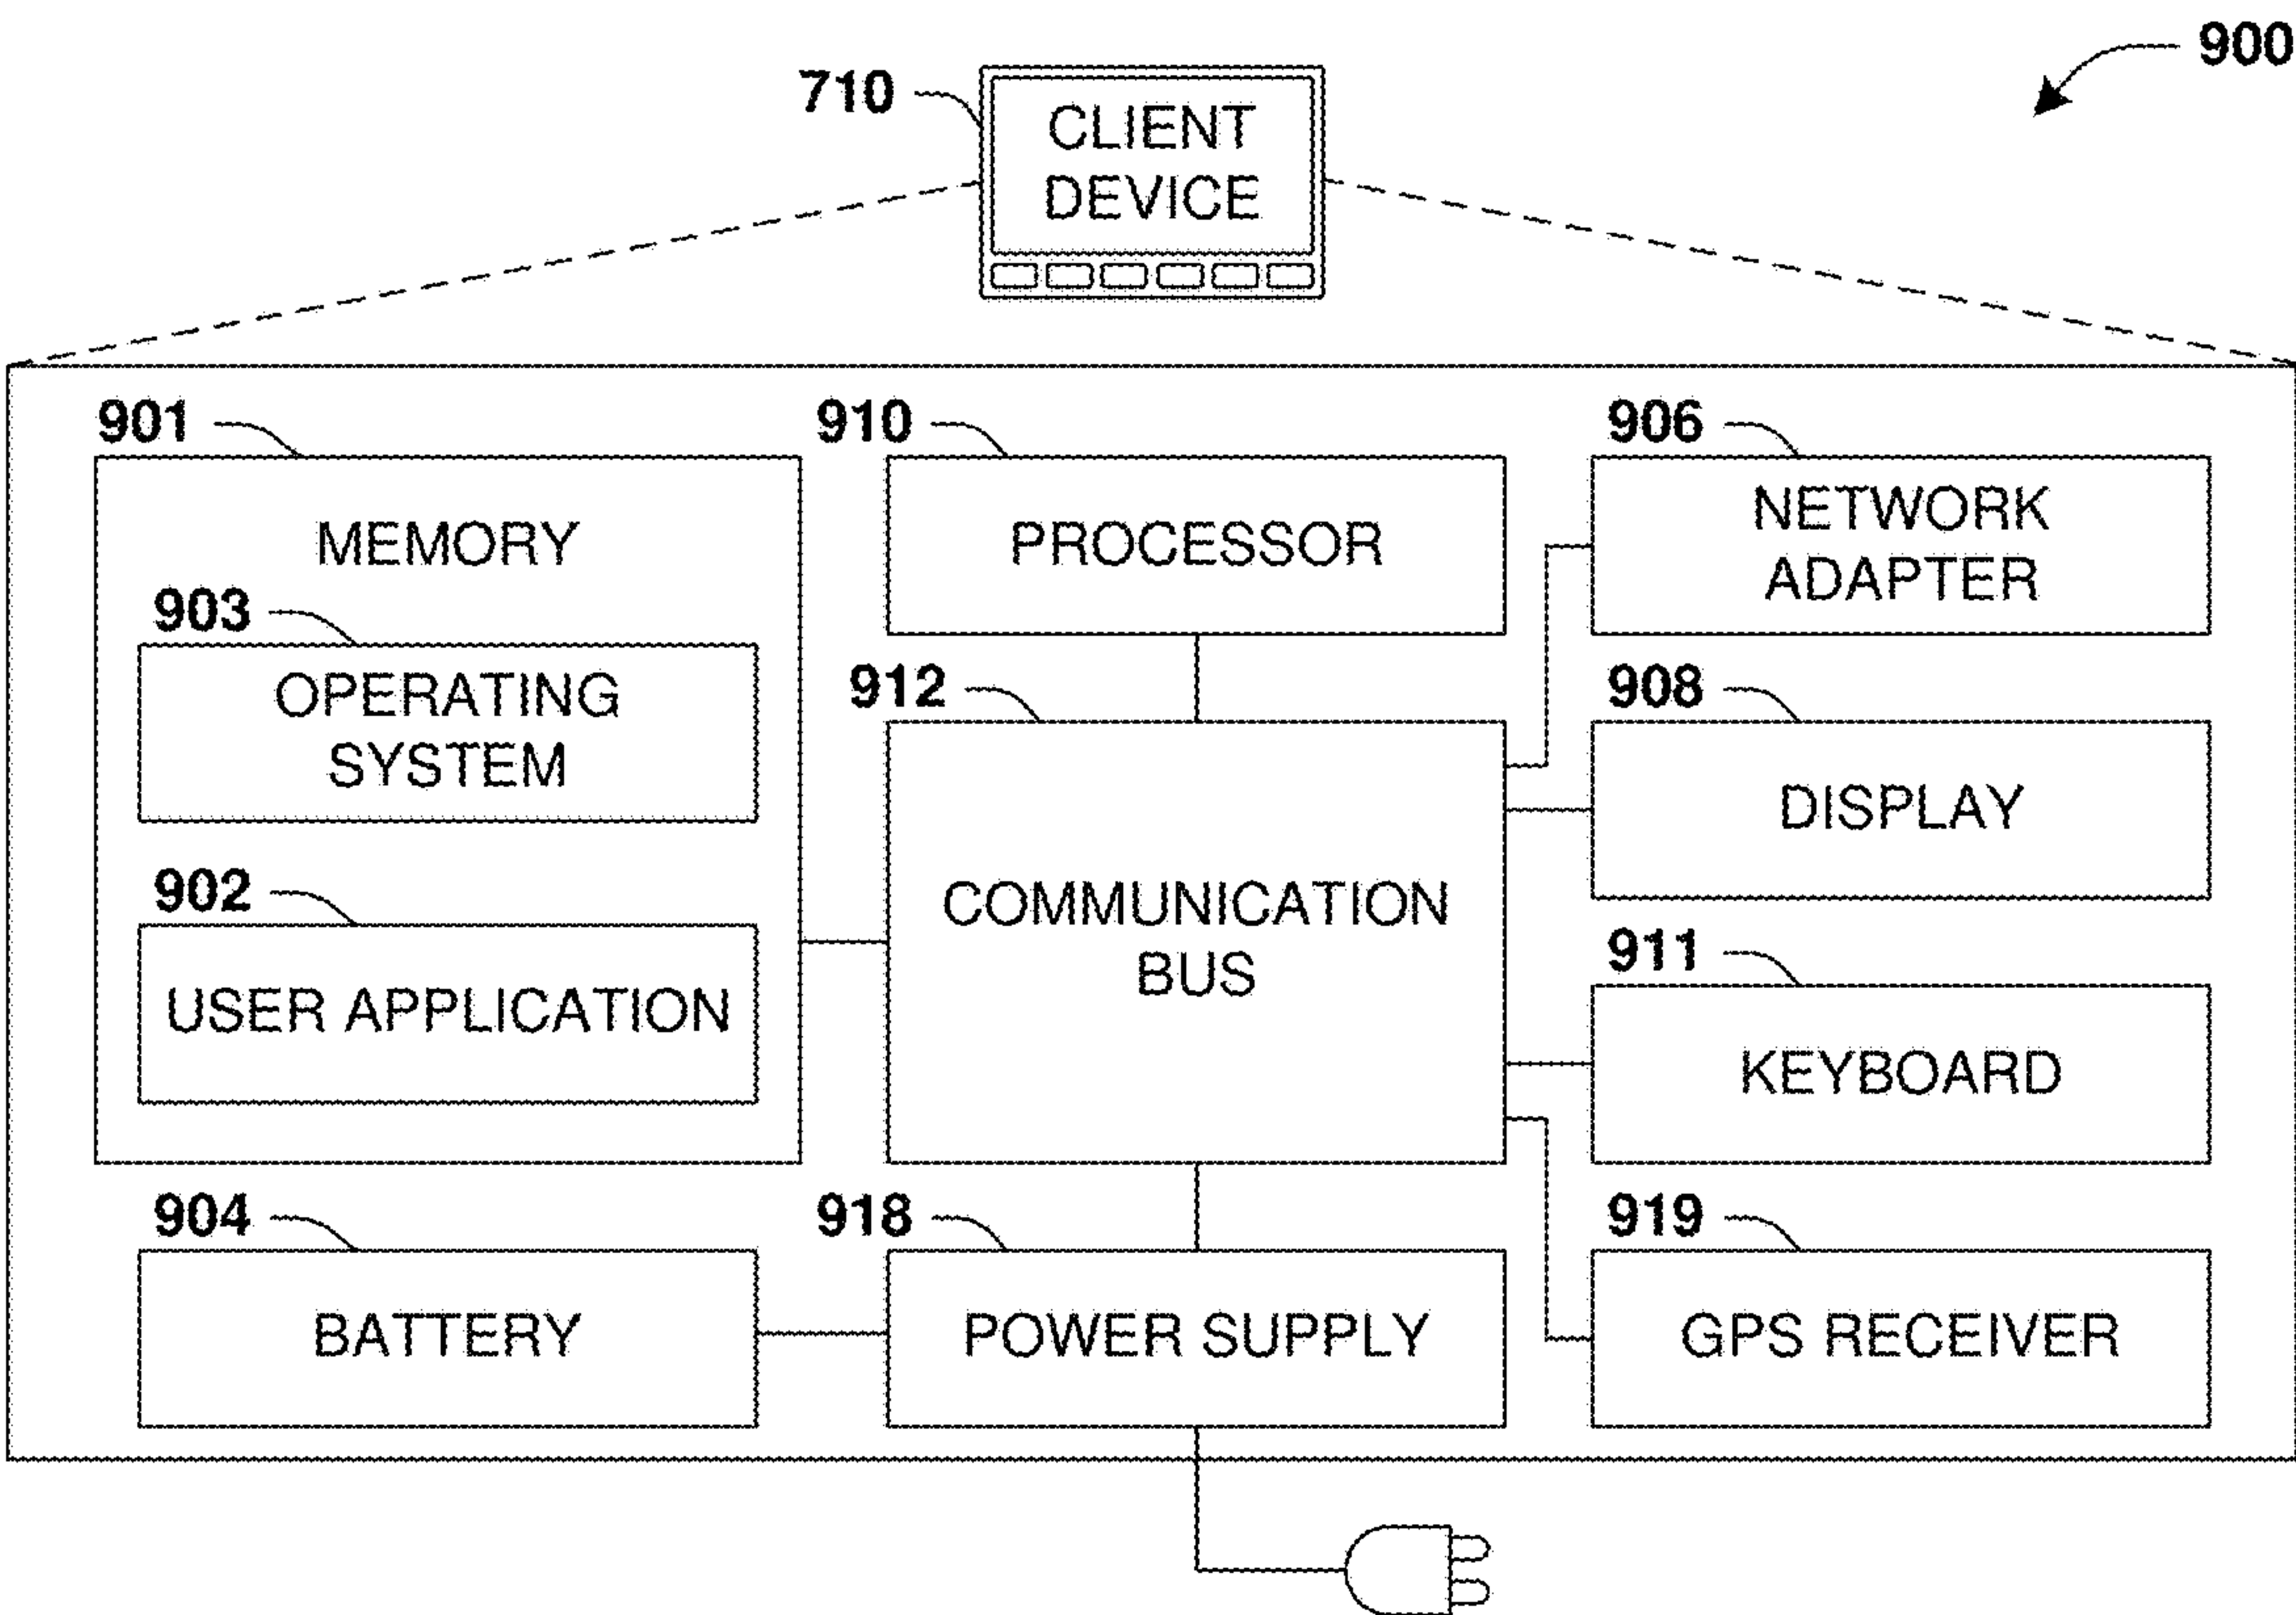 900
710
CLIENT
DEVICE
901
MEMORY
903
OPERATING
SYSTEM
902
USER APPLICATION
904
BATTERY
910
PROCESSOR
912
COMMUNICATION
BUS
918
POWER SUPPLY
906
NETWORK
ADAPTER
908
DISPLAY
911
KEYBOARD
919
GPS RECEIVER